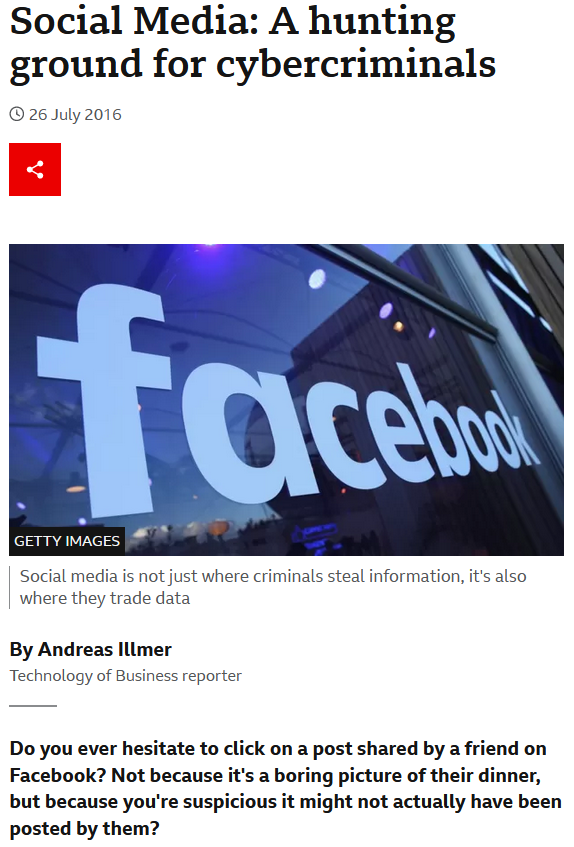 Social Media: A hunting
ground for cybercriminals
26 July 2016
facebook
GETTY IMAGES
Social media is not just where criminals steal information, it's also
where they trade data
By Andreas Illmer
Technology of Business reporter
Do you ever hesitate to click on a post shared by a friend on
Facebook? Not because it's a boring picture of their dinner,
but because you're suspicious it might not actually have been
posted by them?